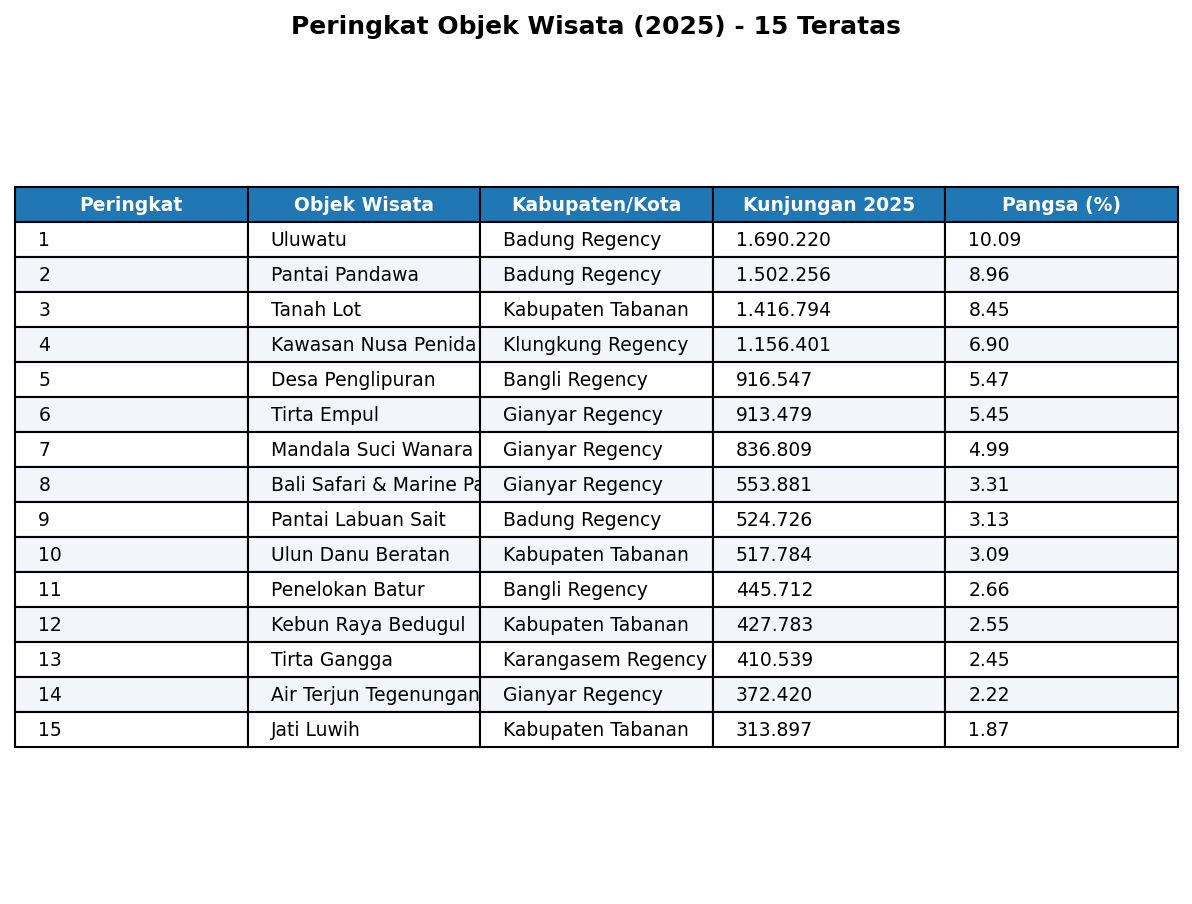 Peringkat Objek Wisata (2025) - 15 Teratas
Peringkat Objek Wisata Kabupaten/Kota Kunjungan 2025 Pangsa (%)
1 Uluwatu Badung Regency 1.690.220 10.09
2 Pantai Pandawa Badung Regency 1.502.256 8.96
3 Tanah Lot Kabupaten Tabanan 1.416.794 8.45
4 Kawasan Nusa Penida Klungkung Regency 1.156.401 6.90
5 Desa Penglipuran Bangli Regency 916.547 5.47
6 Tirta Empul Gianyar Regency 913.479 5.45
7 Mandala Suci Wanara Gianyar Regency 836.809 4.99
8 Bali Safari & Marine Pa Gianyar Regency 553.881 3.31
9 Pantai Labuan Sait Badung Regency 524.726 3.13
10 Ulun Danu Beratan Kabupaten Tabanan 517.784 3.09
11 Penelokan Batur Bangli Regency 445.712 2.66
12 Kebun Raya Bedugul Kabupaten Tabanan 427.783 2.55
13 Tirta Gangga Karangasem Regency 410.539 2.45
14 Air Terjun Tegenungan Gianyar Regency 372.420 2.22
15 Jati Luwih Kabupaten Tabanan 313.897 1.87